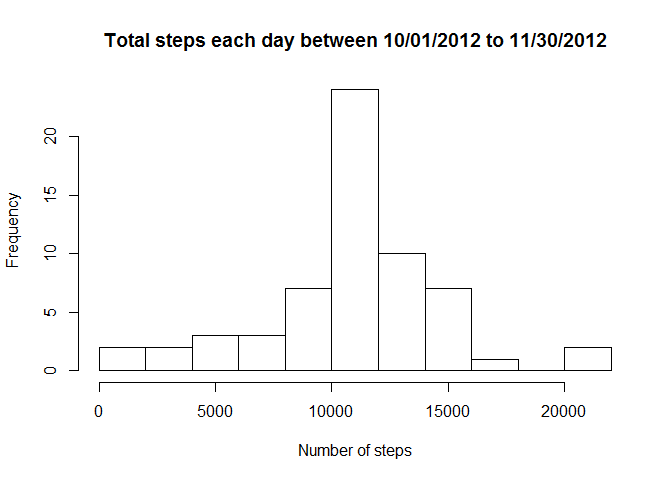 Total steps each day between 10/01/2012 to 11/30/2012
20
15
10
5
0
Frequency
0 5000 10000 15000 20000
Number of steps